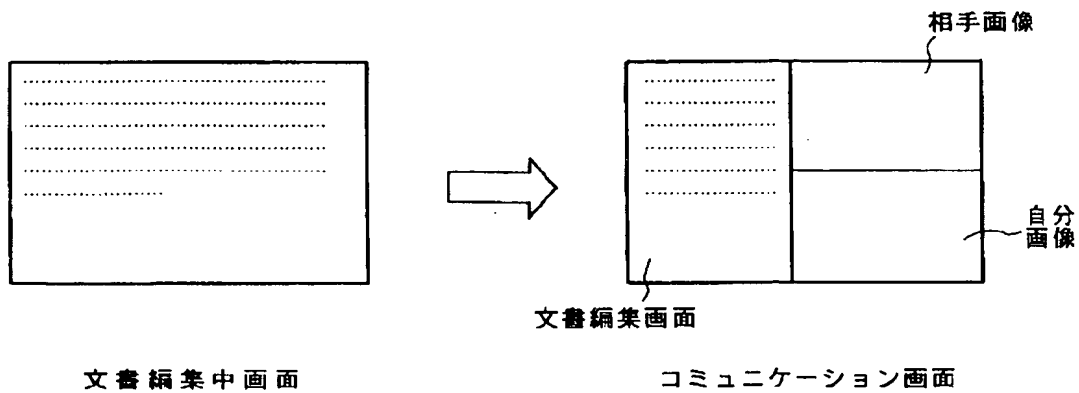 相手画像
自分
画像
文書編集画面
文書編集中画面
コミュニケーション画面